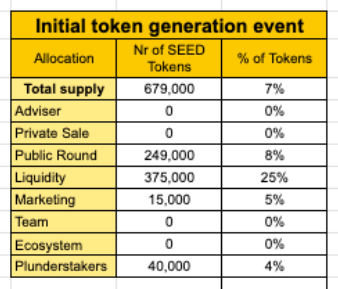 Initial token generation event
Allocation Nr of SEED Tokens % of Tokens
Total supply 679,000 7%
Adviser 0 0%
Private Sale 0 0%
Public Round 249,000 8%
Liquidity 375,000 25%
Marketing 15,000 5%
Team 0 0%
Ecosystem 0 0%
Plunderstakers 40,000 4%